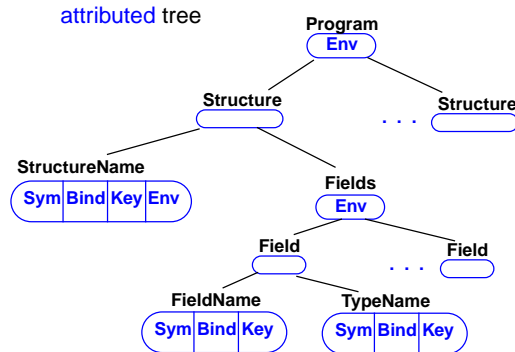 attributed tree
Program
Env
Structure
. . .
Structure
StructureName
Sym Bind Key Env
Fields
Env
Field
. . .
Field
FieldName
TypeName
Sym Bind Key
Sym Bind Key